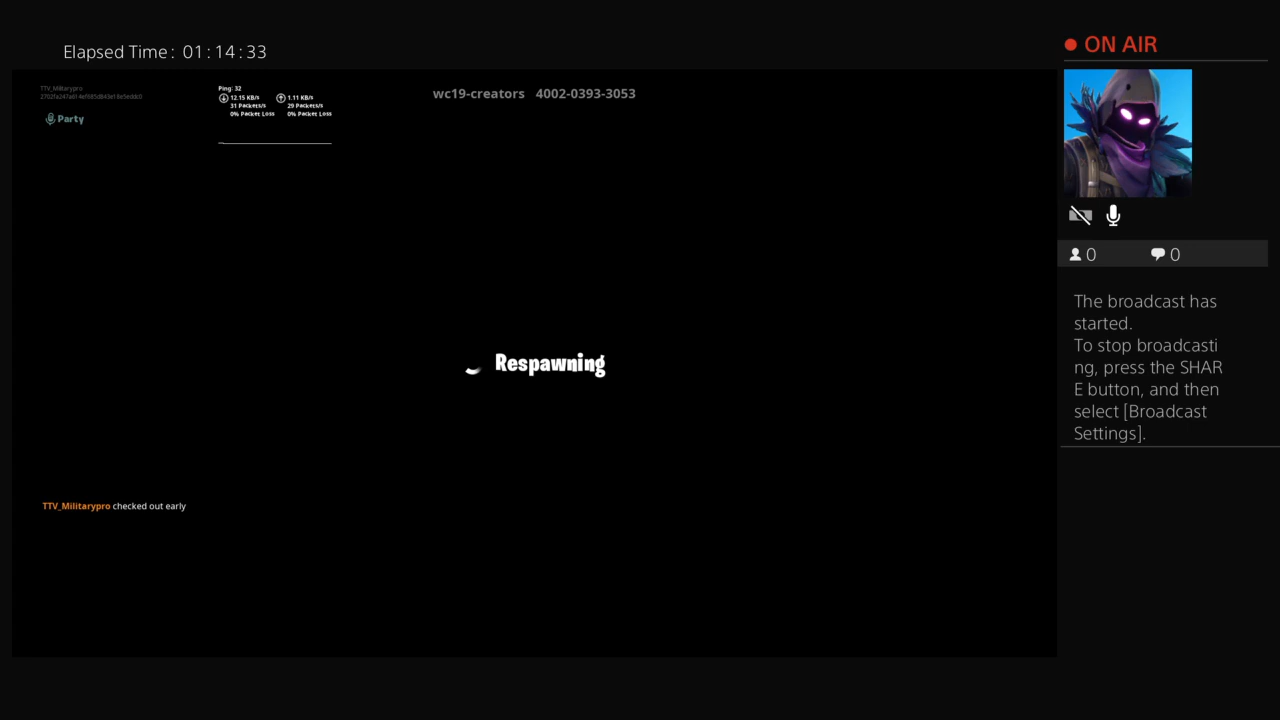 Elapsed Time: 01:14:33
ON AIR
TTV_Militarypro
Party
Ping: 32
12.15 KB/s 1.11 KB/s
31 Packets/s 29 Packets/s
0% Packet Loss 0% Packet Loss
wc19-creators 4002-0393-3053
0 0
The broadcast has
started.
To stop broadcasti
ng, press the SHAR
E button, and then
select [Broadcast
Settings].
Respawning
TTV_Militarypro checked out early